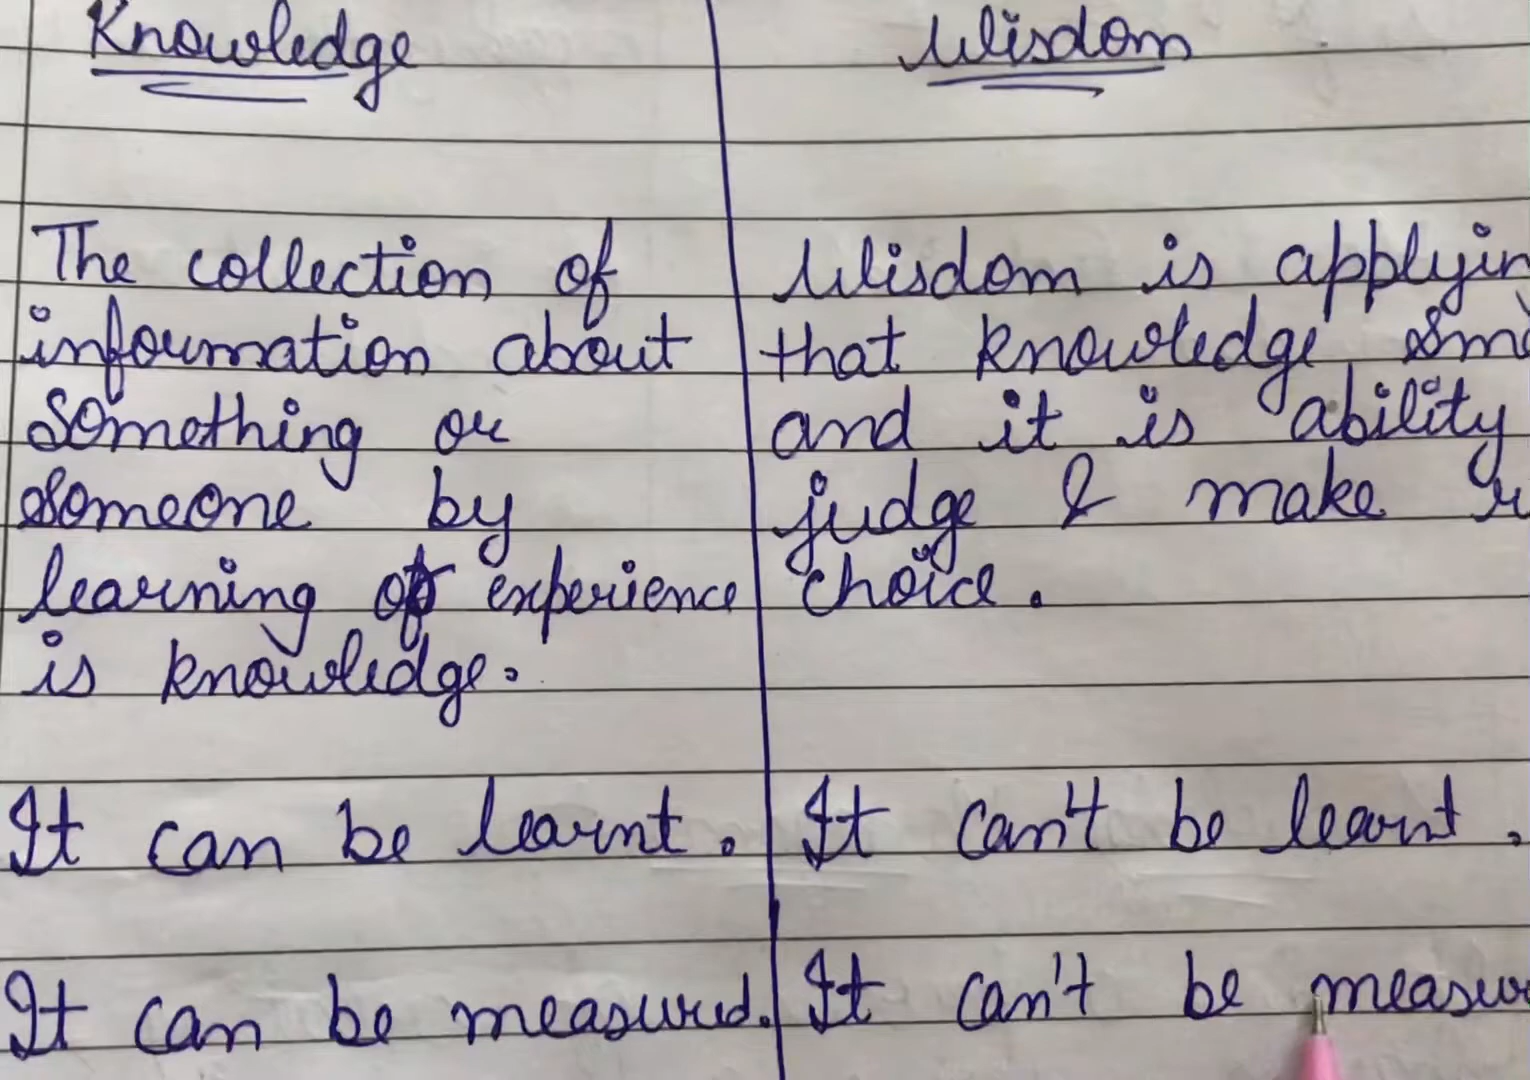 Knowledge
The collection of
information about
Something or
someone by
learning or experience
is knowledge.
It can be learnt.
It can be measured.
Wisdom
Wisdom is applyin
that knowledge
and it is ability
judge & make
choice.
It can't be learnt.
It can't be measur